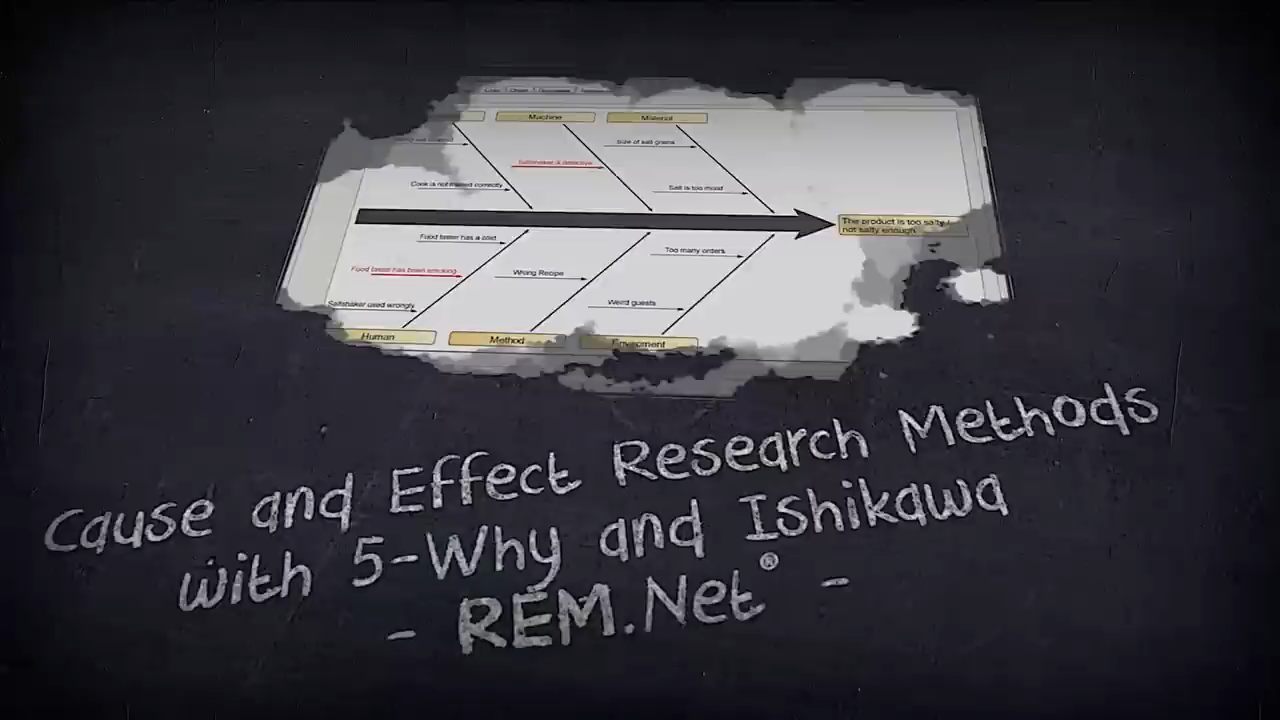 Machine
Material
Size of salt grains
Saltshaker is defective
Cook is not trained correctly
Salt is too moist
The product is too salty /
not salty enough
Food taster has a cold
Too many orders
Food taster has been smoking
Wrong Recipe
Saltshaker used wrongly
Weird guests
Human
Method
Enviroment
Cause and Effect Research Methods
with 5-Why and Ishikawa
- REM.Net® -